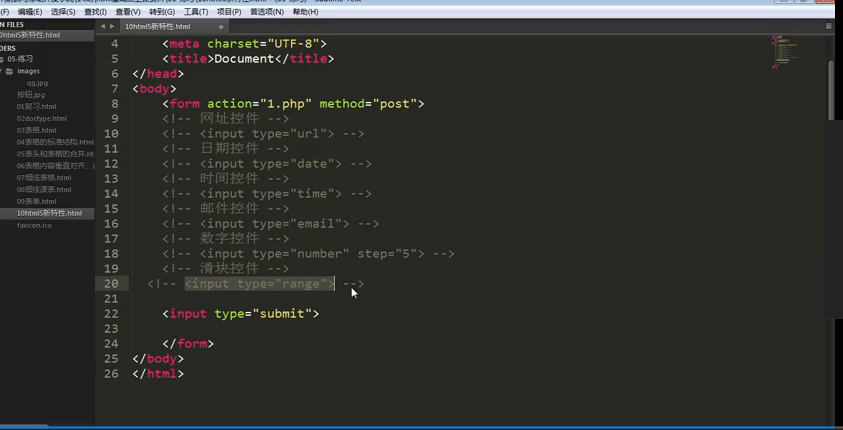 编辑(E) 选择(S) 查找(I) 查看(V) 转到(G) 工具(T) 项目(P) 首选项(N) 帮助(H)
10html5新特性.html
05-练习
images
qq.jpg
按钮.jpg
01复习.html
02doctype.html
03表格.html
04表格的标准结构.html
05表头和表格的合并.ht
06表格内容垂直对齐、
07细线表格.html
08细线课表.html
09表单.html
10html5新特性.html
favicon.ico
10html5新特性.html
4 <meta charset="UTF-8">
5 <title>Document</title>
6 </head>
7 <body>
8 <form action="1.php" method="post">
9 <!-- 网址控件 -->
10 <!-- <input type="url"> -->
11 <!-- 日期控件 -->
12 <!-- <input type="date"> -->
13 <!-- 时间控件 -->
14 <!-- <input type="time"> -->
15 <!-- 邮件控件 -->
16 <!-- <input type="email"> -->
17 <!-- 数字控件 -->
18 <!-- <input type="number" step="5"> -->
19 <!-- 滑块控件 -->
20 <!-- <input type="range"> -->
21
22 <input type="submit">
23
24 </form>
25 </body>
26 </html>